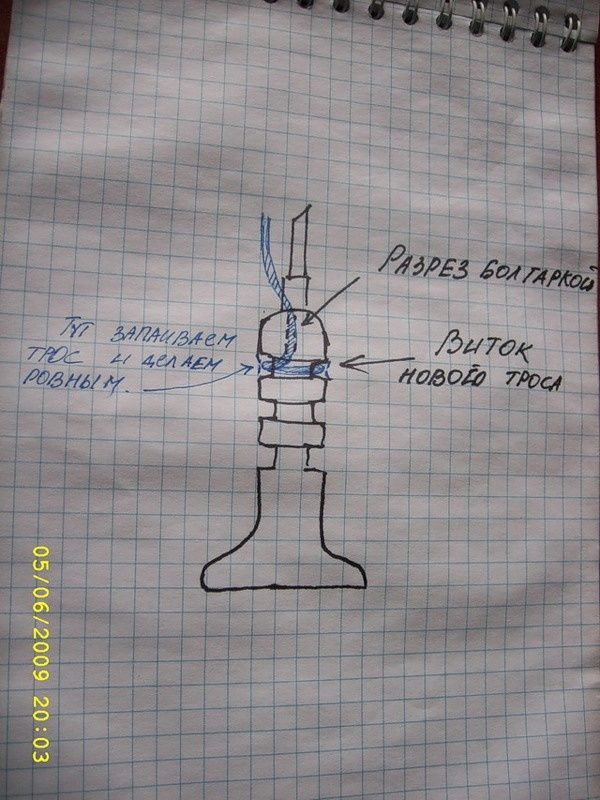 РАЗРЕЗ БОЛГАРКОЙ
ТУТ ЗАПАИВАЕМ
ТРОС И ДЕЛАЕМ
РОВНЫМ.
ВИТОК
НОВОГО ТРОСА
05/06/2009 20:03